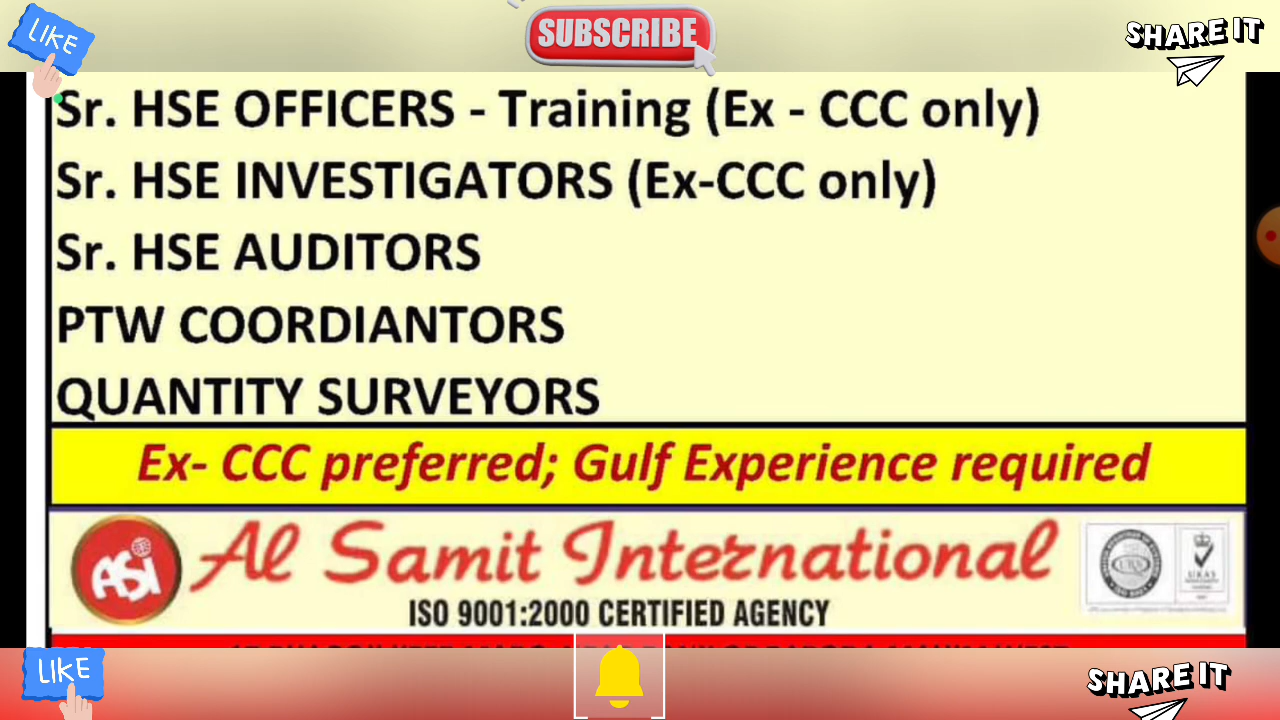 LIKE
SUBSCRIBE
SHARE IT
Sr. HSE OFFICERS - Training (Ex - CCC only)
Sr. HSE INVESTIGATORS (Ex-CCC only)
Sr. HSE AUDITORS
PTW COORDIANTORS
QUANTITY SURVEYORS
Ex- CCC preferred; Gulf Experience required
ASI
Al Samit International
URS
UKAS
ISO 9001:2000 CERTIFIED AGENCY
LIKE
SHARE IT